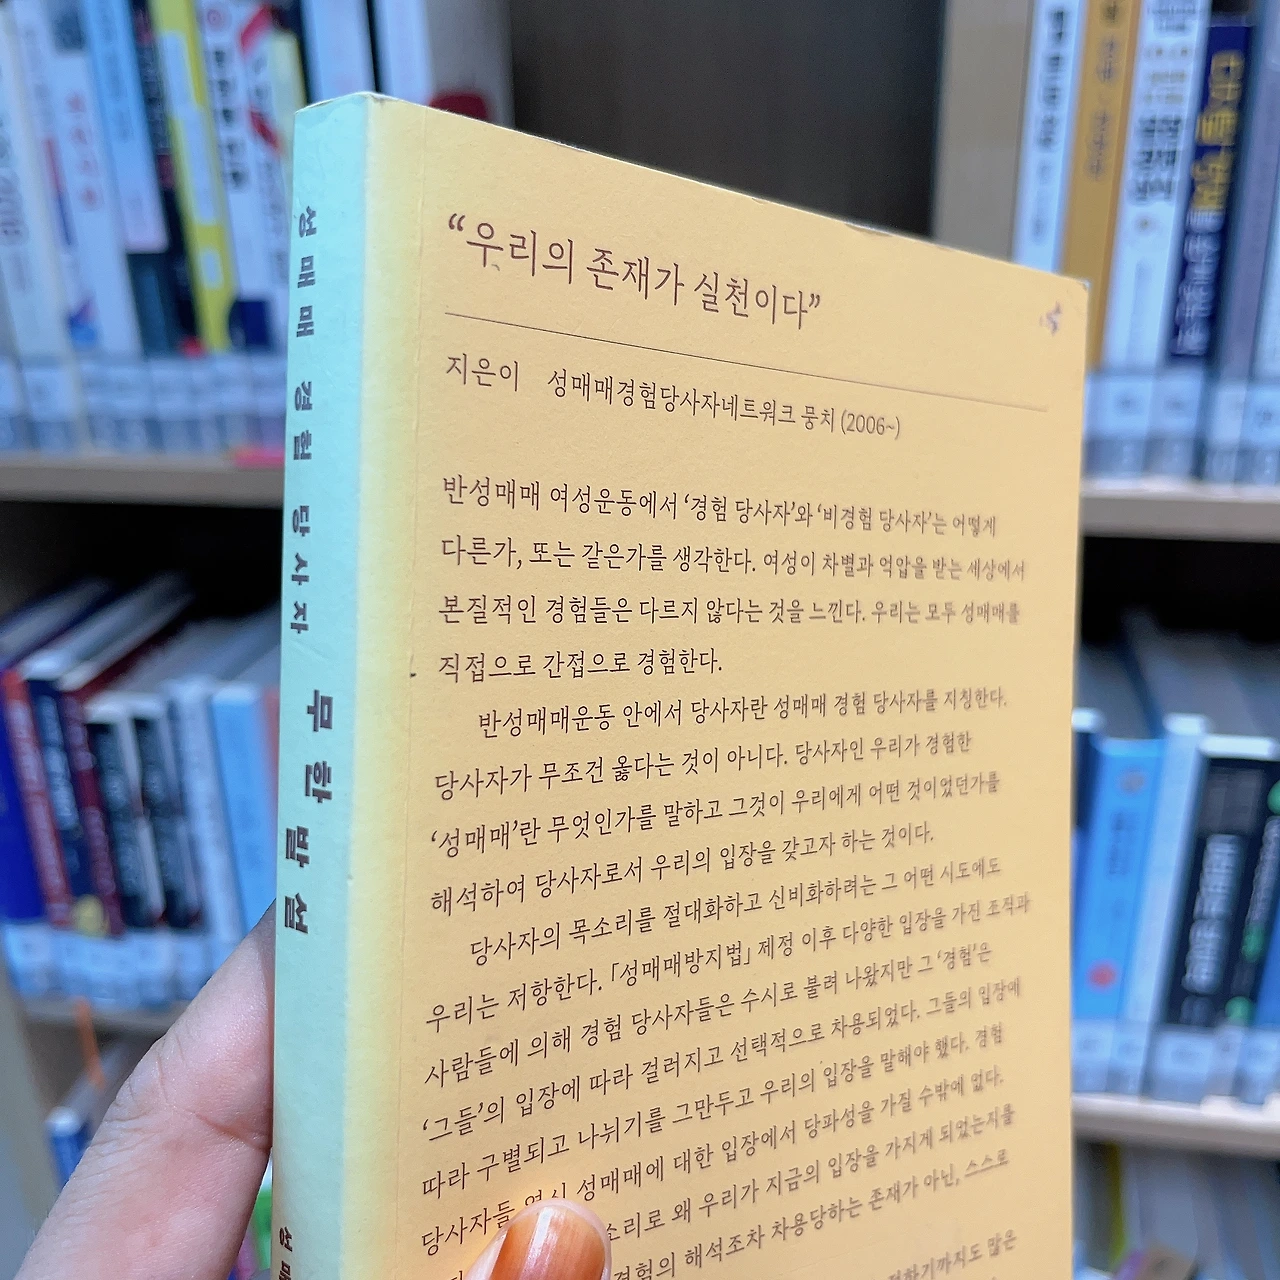 성매매 경험 당사자 무한발설
성매
“우리의 존재가 실천이다”
지은이 성매매경험당사자네트워크 뭉치 (2006~)
반성매매 여성운동에서 ‘경험 당사자’와 ‘비경험 당사자’는 어떻게
다른가, 또는 같은가를 생각한다. 여성이 차별과 억압을 받는 세상에서
본질적인 경험들은 다르지 않다는 것을 느낀다. 우리는 모두 성매매를
직접으로 간접으로 경험한다.
반성매매운동 안에서 당사자란 성매매 경험 당사자를 지칭한다.
당사자가 무조건 옳다는 것이 아니다. 당사자인 우리가 경험한
‘성매매’란 무엇인가를 말하고 그것이 우리에게 어떤 것이었던가를
해석하여 당사자로서 우리의 입장을 갖고자 하는 것이다.
당사자의 목소리를 절대화하고 신비화하려는 그 어떤 시도에도
우리는 저항한다. 「성매매방지법」 제정 이후 다양한 입장을 가진 조직과
사람들에 의해 경험 당사자들은 수시로 불려 나왔지만 그 ‘경험’은
‘그들’의 입장에 따라 걸러지고 선택적으로 차용되었다. 그들의 입장에
따라 구별되고 나뉘기를 그만두고 우리의 입장을 말해야 했다. 경험
당사자들 역시 성매매에 대한 입장에서 당파성을 가질 수밖에 없다.
소리로 왜 우리가 지금의 입장을 가지게 되었는지를
경험의 해석조차 차용당하는 존재가 아닌, 스스로
많은